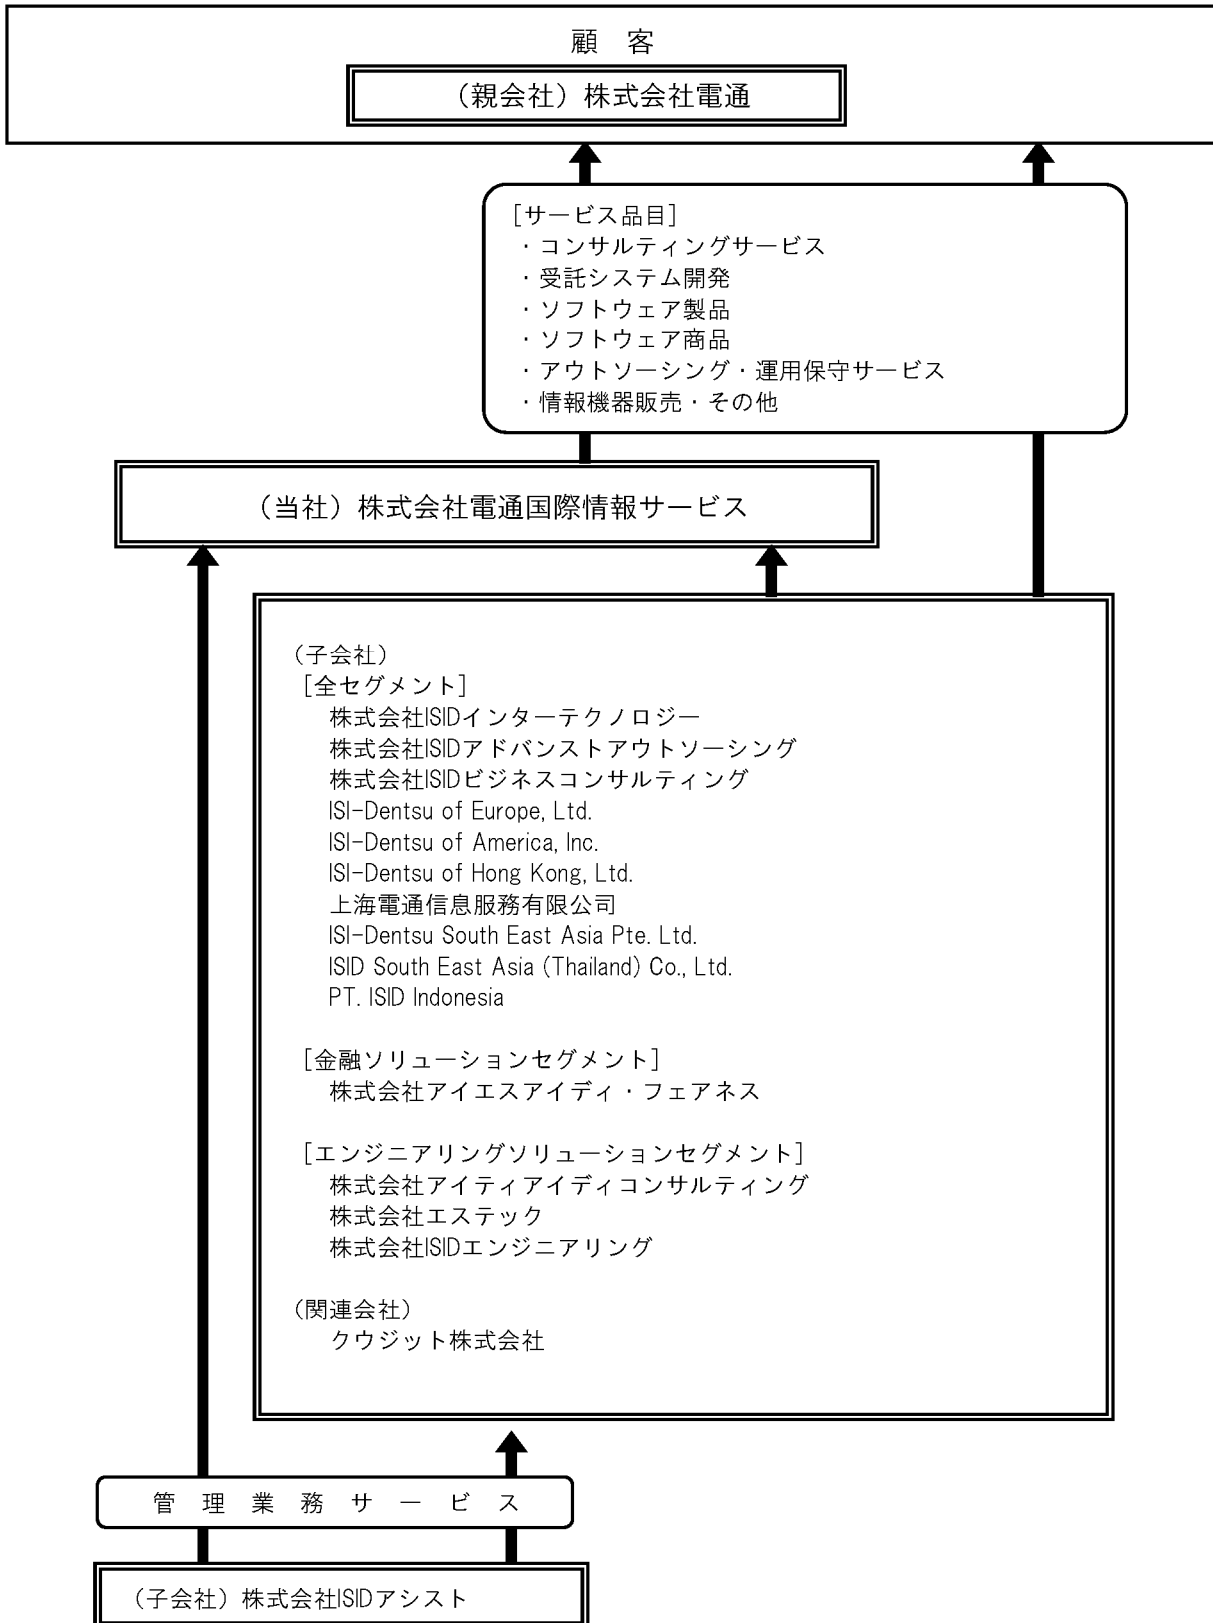 顧 客
（親会社）株式会社電通
［サービス品目］
・コンサルティングサービス
・受託システム開発
・ソフトウェア製品
・ソフトウェア商品
・アウトソーシング・運用保守サービス
・情報機器販売・その他
（当社）株式会社電通国際情報サービス
（子会社）
［全セグメント］
株式会社ISIDインターテクノロジー
株式会社ISIDアドバンストアウトソーシング
株式会社ISIDビジネスコンサルティング
ISI-Dentsu of Europe, Ltd.
ISI-Dentsu of America, Inc.
ISI-Dentsu of Hong Kong, Ltd.
上海電通信息服務有限公司
ISI-Dentsu South East Asia Pte. Ltd.
ISID South East Asia (Thailand) Co., Ltd.
PT. ISID Indonesia
［金融ソリューションセグメント］
株式会社アイエスアイディ・フェアネス
［エンジニアリングソリューションセグメント］
株式会社アイティアイディコンサルティング
株式会社エステック
株式会社ISIDエンジニアリング
（関連会社）
クウジット株式会社
管 理 業 務 サ ー ビ ス
（子会社）株式会社ISIDアシスト